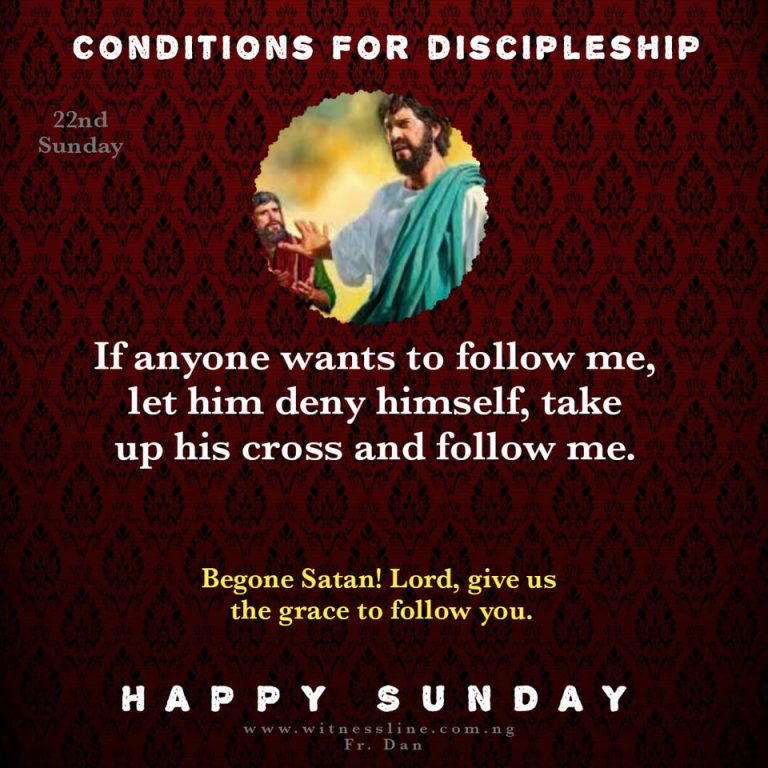 CONDITIONS FOR DISCIPLESHIP
22nd
Sunday
If anyone wants to follow me,
let him deny himself, take
up his cross and follow me.
Begone Satan! Lord, give us
the grace to follow you.
HAPPY SUNDAY
www.witnessline.com.ng
Fr. Dan